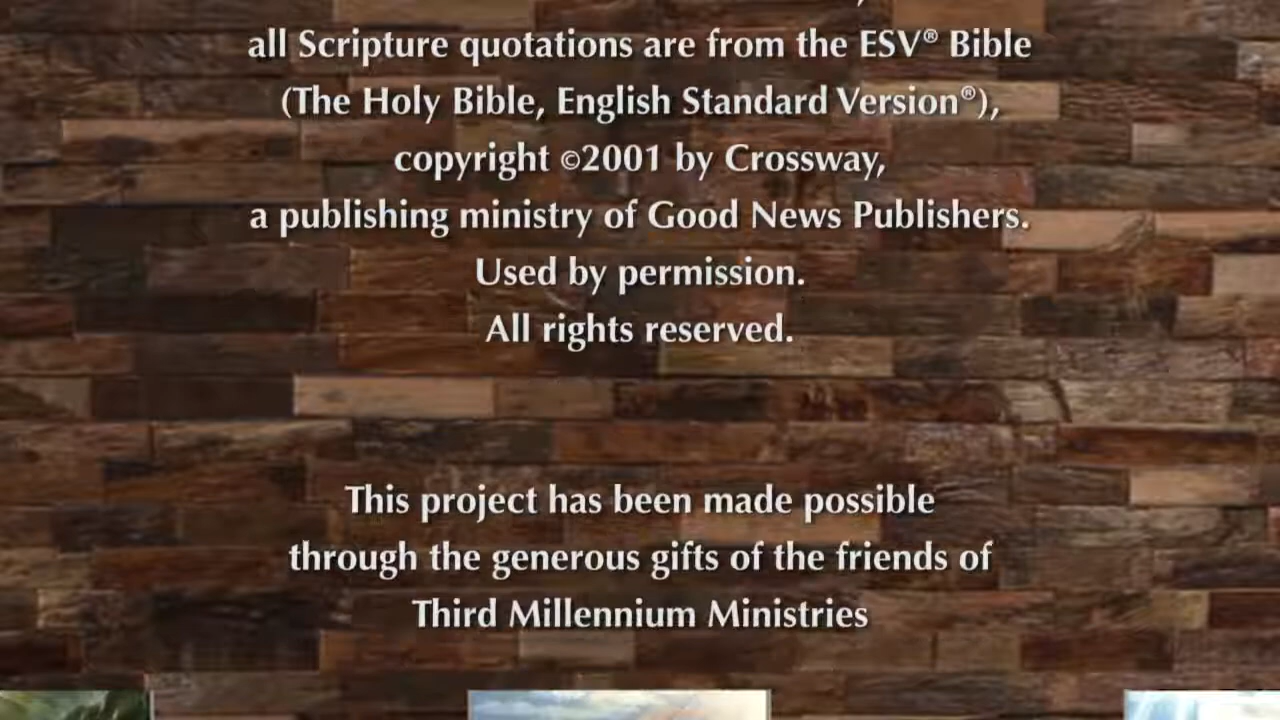 all Scripture quotations are from the ESV® Bible
(The Holy Bible, English Standard Version®),
copyright ©2001 by Crossway,
a publishing ministry of Good News Publishers.
Used by permission.
All rights reserved.
This project has been made possible
through the generous gifts of the friends of
Third Millennium Ministries